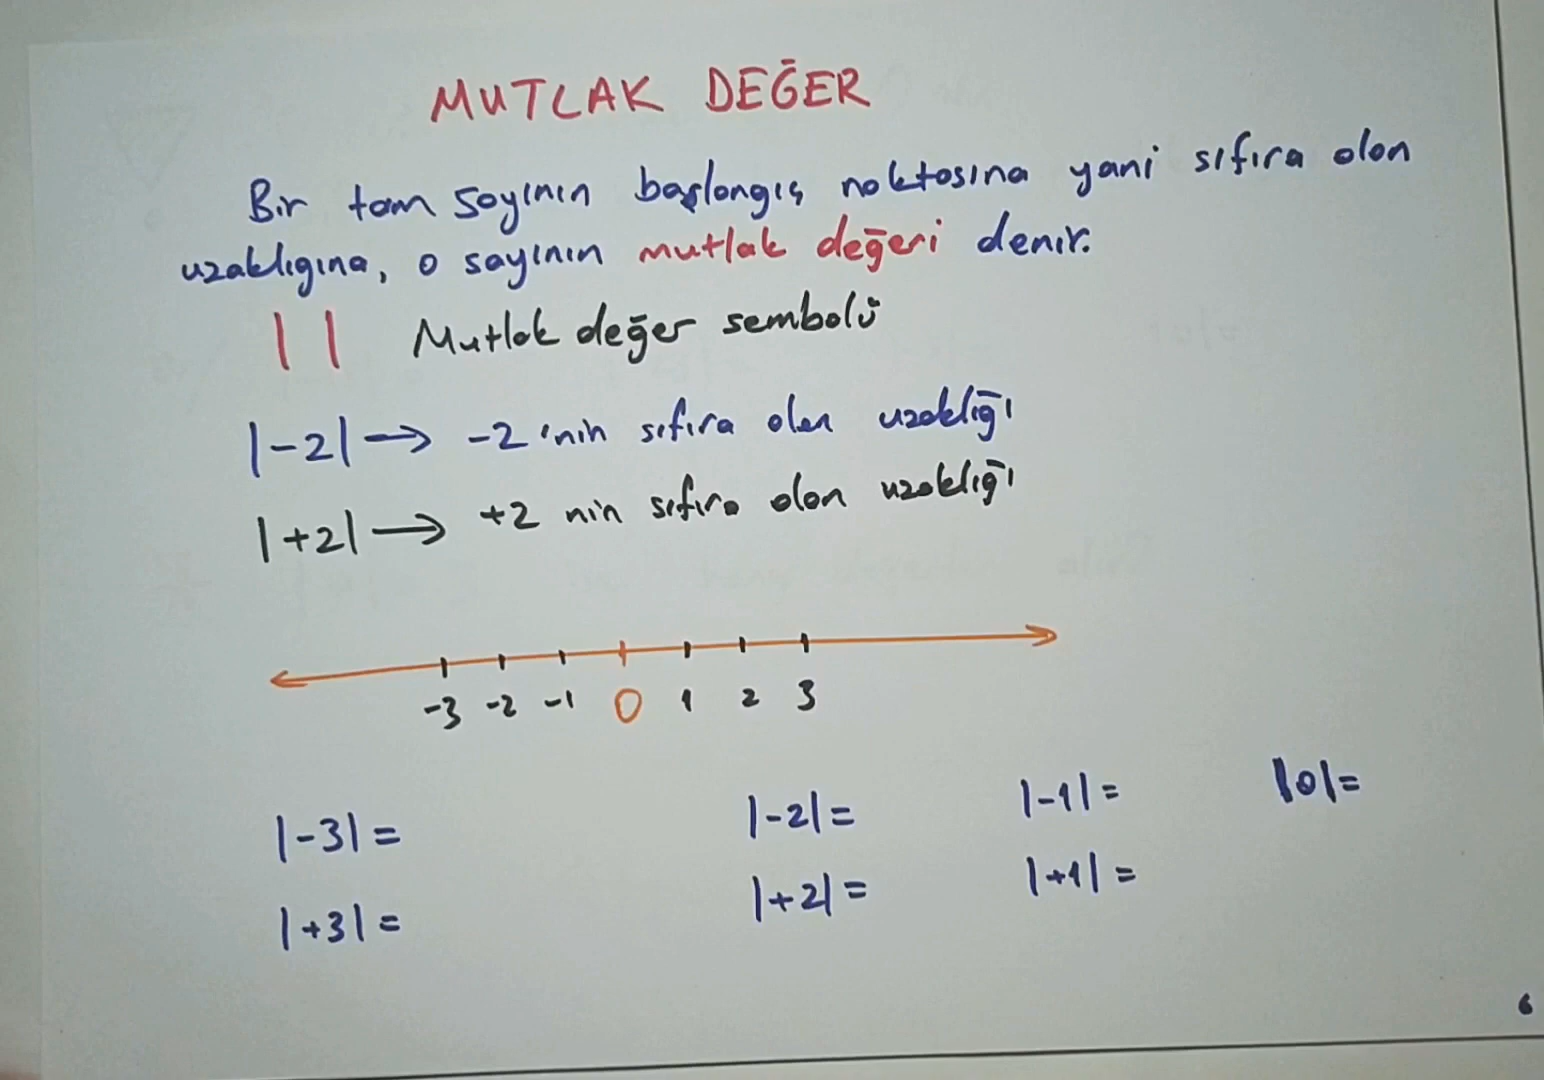 MUTLAK DEĞER
Bir tam sayının başlangıç noktasına yani sıfıra olan
uzaklıgına, o sayının mutlak değeri denir.
| | Mutlak değer sembolü
|-2| → -2 'nin sıfıra olan uzaklığı
|+2| → +2 nin sıfıra olan uzaklığı
-3 -2 -1 0 1 2 3
|-3| = |-2| = |-1| = |0| =
|+3| = |+2| = |+1| =
6